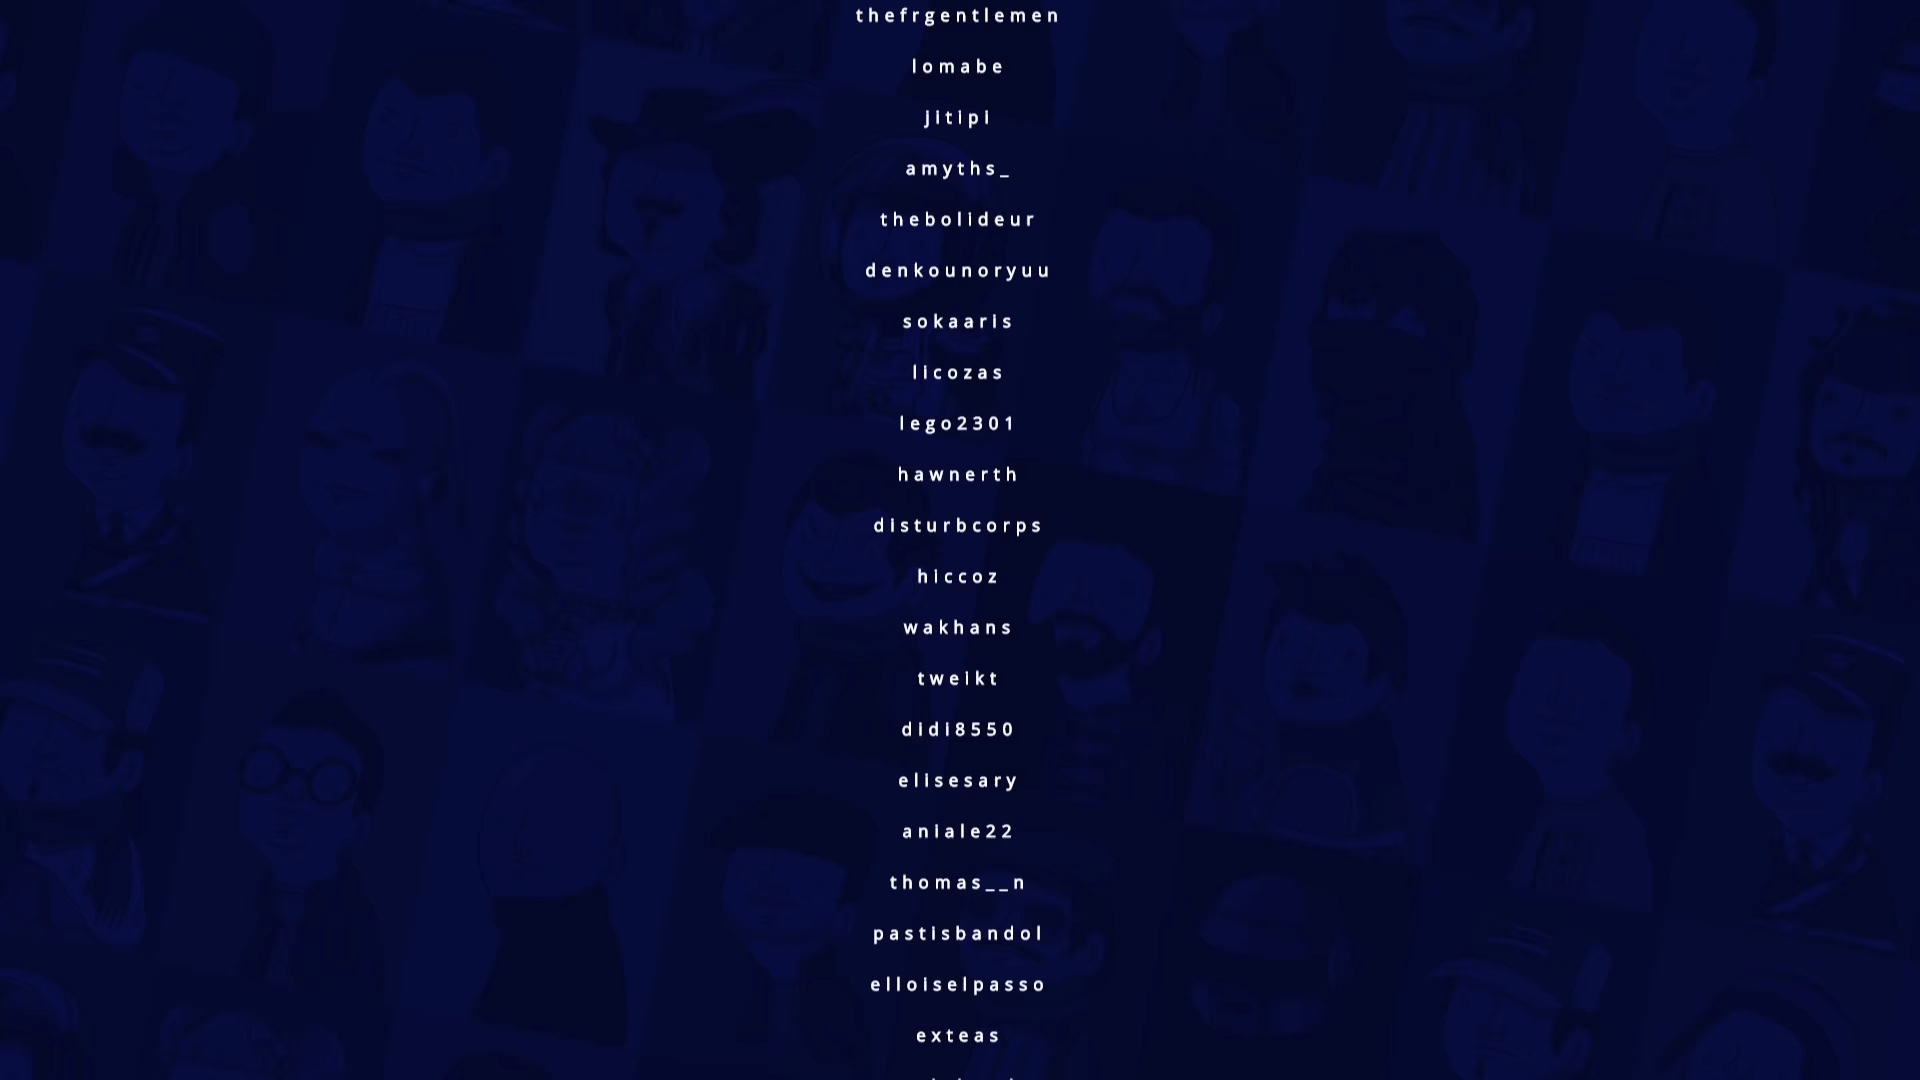 thefrgentlemen
lomabe
jitipi
amyths_
thebolideur
denkounoryuu
sokaaris
licozas
lego2301
hawnerth
disturbcorps
hiccoz
wakhans
tweikt
didi8550
elisesary
aniale22
thomas__n
pastisbandol
elloiselpasso
exteas